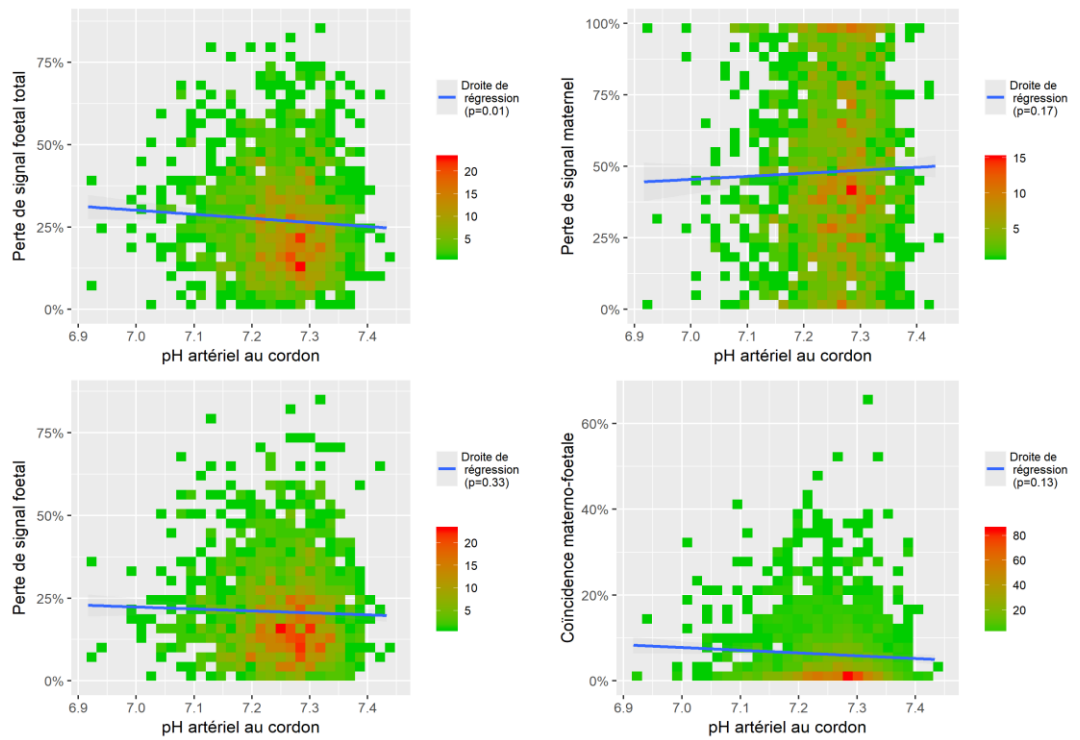 Perte de signal foetal total
75%
50%
25%
0%
6.9 7.0 7.1 7.2 7.3 7.4
pH artériel au cordon
Droite de
régression
(p=0.01)
20
15
10
5
Perte de signal maternel
100%
75%
50%
25%
0%
6.9 7.0 7.1 7.2 7.3 7.4
pH artériel au cordon
Droite de
régression
(p=0.17)
15
10
5
Perte de signal foetal
75%
50%
25%
0%
6.9 7.0 7.1 7.2 7.3 7.4
pH artériel au cordon
Droite de
régression
(p=0.33)
20
15
10
5
Coïncidence materno-foetale
60%
40%
20%
0%
6.9 7.0 7.1 7.2 7.3 7.4
pH artériel au cordon
Droite de
régression
(p=0.13)
80
60
40
20